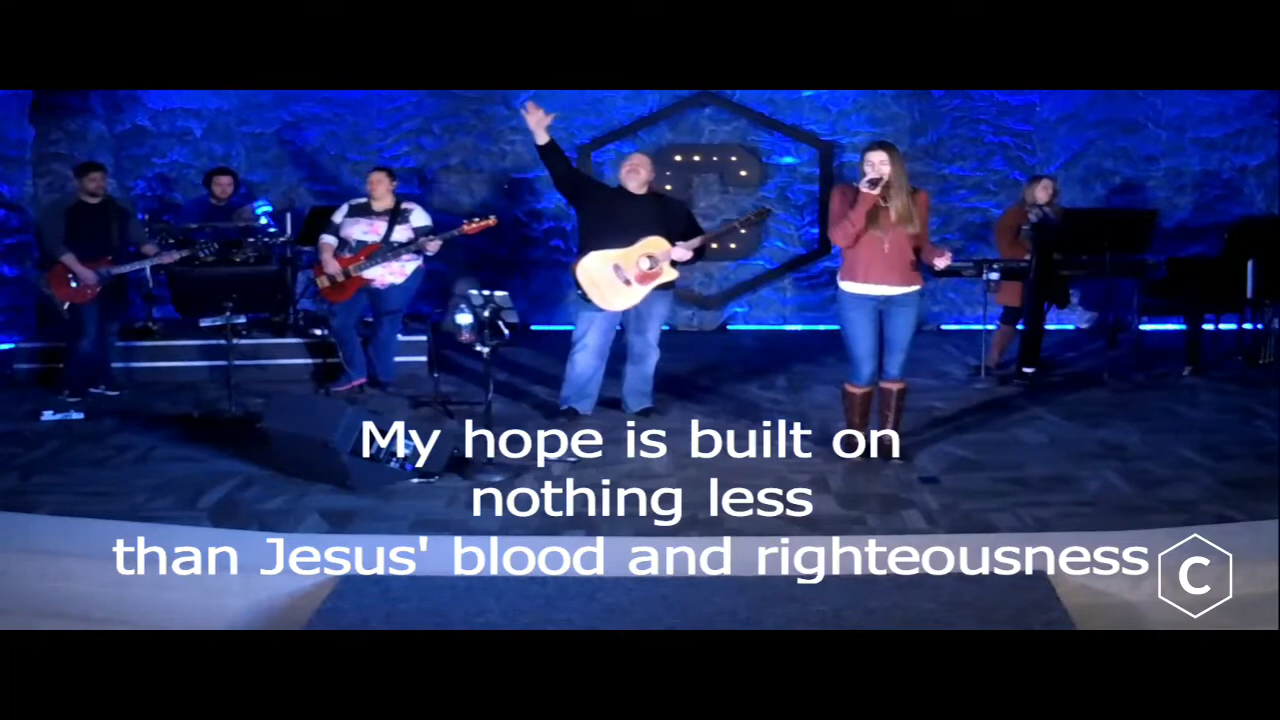 My hope is built on
nothing less
than Jesus' blood and righteousness
C